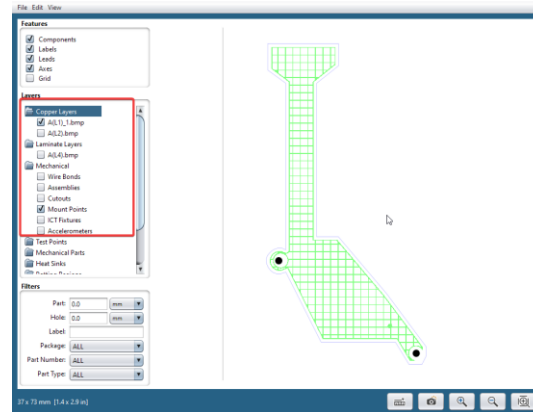 File Edit View
Features
Components
Labels
Leads
Axes
Grid
Layers
Copper Layers
A(L1)_1.bmp
A(L2).bmp
Laminate Layers
A(L4).bmp
Mechanical
Wire Bonds
Assemblies
Cutouts
Mount Points
ICT Fixtures
Accelerometers
Test Points
Mechanical Parts
Heat Sinks
Filters
Part: 0.0 mm
Hole: 0.0 mm
Label:
Package: ALL
Part Number: ALL
Part Type: ALL
37 x 73 mm [1.4 x 2.9 in]